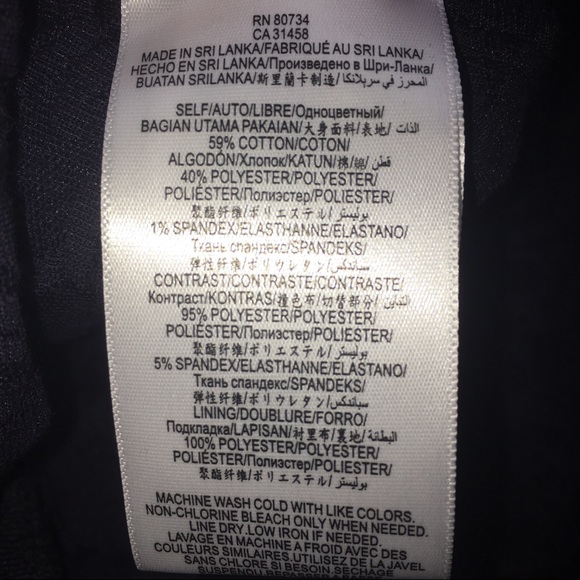 RN 80734
CA 31458
MADE IN SRI LANKA/FABRIQUÉ AU SRI LANKA/
HECHO EN SRI LANKA/Произведено в Шри-Ланка/
BUATAN SRILANKA/斯里蘭卡制造/المحرز في سريلانكا
SELF/AUTO/LIBRE/Одноцветный/
BAGIAN UTAMA PAKAIAN/大身面料/表地/الذات
59% COTTON/COTON/
ALGODÓN/Хлопок/KATUN/棉/綿/قطن
40% POLYESTER/POLYESTER/
POLIÉSTER/Полиэстер/POLYESTER/
聚酯纤维/ポリエステル/بوليستر
1% SPANDEX/ELASTHANNE/ELASTANO/
Ткань спандекс/SPANDEKS/
弹性纤维/ポリウレタン/سباندكس
CONTRAST/CONTRASTE/CONTRASTE/
Контраст/KONTRAS/撞色布/切替部分/التباين
95% POLYESTER/POLYESTER/
POLIÉSTER/Полиэстер/POLYESTER/
聚酯纤维/ポリエステル/بوليستر
5% SPANDEX/ELASTHANNE/ELASTANO/
Ткань спандекс/SPANDEKS/
弹性纤维/ポリウレタン/سباندكس
LINING/DOUBLURE/FORRO/
Подкладка/LAPISAN/衬里布/裏地/البطانة
100% POLYESTER/POLYESTER/
POLIÉSTER/Полиэстер/POLYESTER/
聚酯纤维/ポリエステル/بوليستر
MACHINE WASH COLD WITH LIKE COLORS.
NON-CHLORINE BLEACH ONLY WHEN NEEDED.
LINE DRY.LOW IRON IF NEEDED.
LAVAGE EN MACHINE A FROID AVEC DES
COULEURS SIMILAIRES.UTILISEZ DE LA JAVEL
SANS CHLORE SI BESOIN.SECHAGE